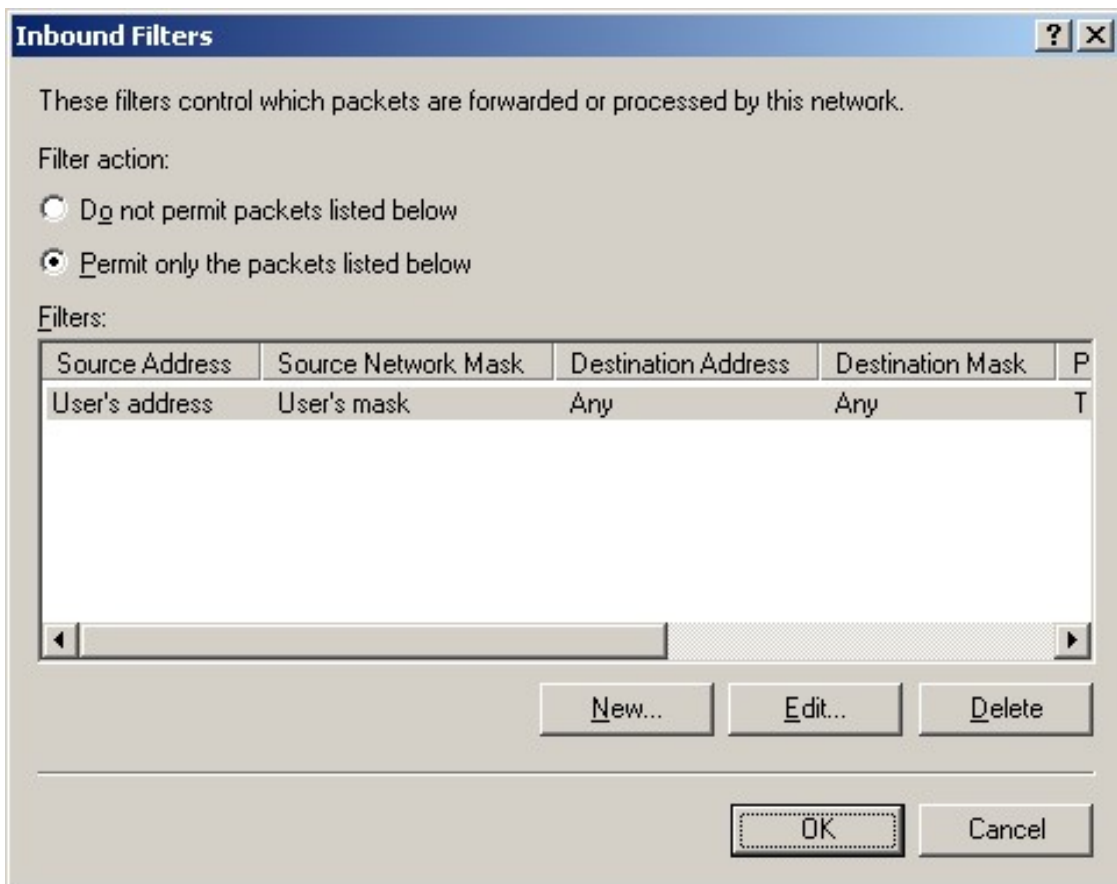 Inbound Filters
These filters control which packets are forwarded or processed by this network.
Filter action:
Do not permit packets listed below
Permit only the packets listed below
Filters:
Source Address Source Network Mask Destination Address Destination Mask P
User's address User's mask Any Any T
New... Edit... Delete
OK Cancel